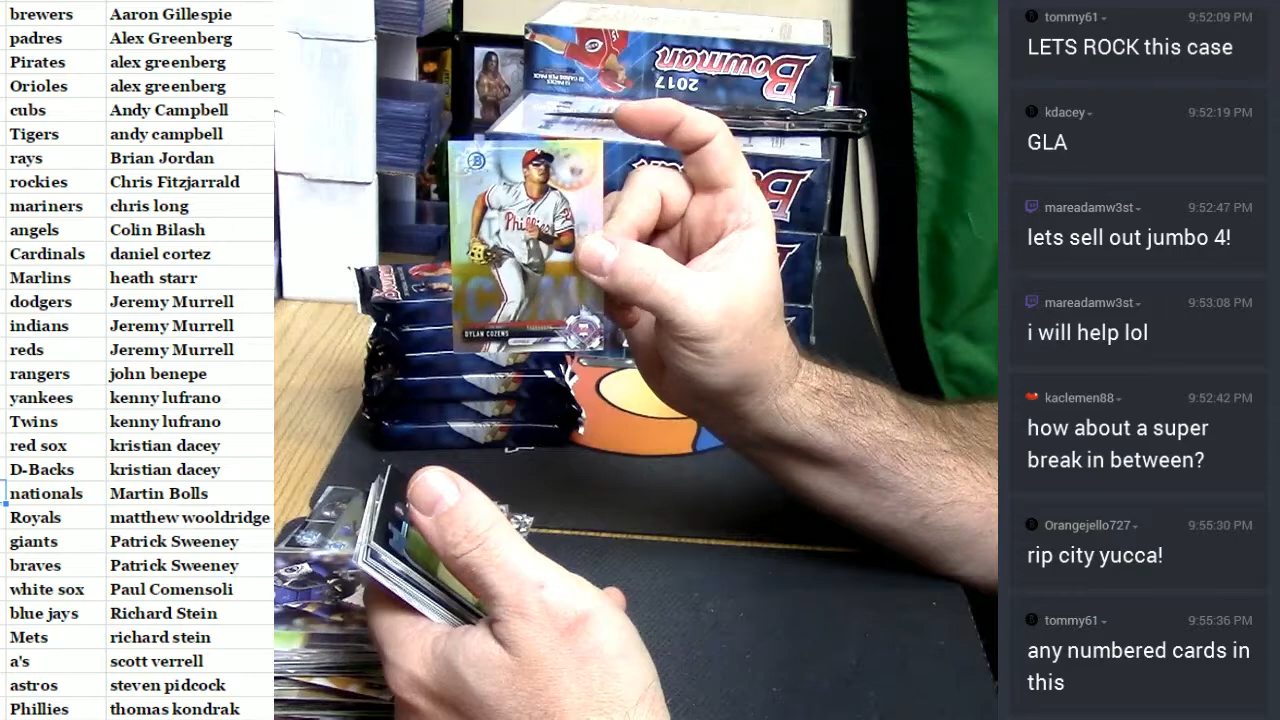 brewers Aaron Gillespie
padres Alex Greenberg
Pirates alex greenberg
Orioles alex greenberg
cubs Andy Campbell
Tigers andy campbell
rays Brian Jordan
rockies Chris Fitzjarrald
mariners chris long
angels Colin Bilash
Cardinals daniel cortez
Marlins heath starr
dodgers Jeremy Murrell
indians Jeremy Murrell
reds Jeremy Murrell
rangers john benepe
yankees kenny lufrano
Twins kenny lufrano
red sox kristian dacey
D-Backs kristian dacey
nationals Martin Bolls
Royals matthew wooldridge
giants Patrick Sweeney
braves Patrick Sweeney
white sox Paul Comensoli
blue jays Richard Stein
Mets richard stein
a's scott verrell
astros steven pidcock
Phillies thomas kondrak
Bowman
2017
B
Phillies
DYLAN COZENS
tommy61 9:52:09 PM
LETS ROCK this case
kdacey 9:52:19 PM
GLA
mareadamw3st 9:52:47 PM
lets sell out jumbo 4!
mareadamw3st 9:53:08 PM
i will help lol
kaclemen88 9:52:42 PM
how about a super
break in between?
Orangejello727 9:55:30 PM
rip city yucca!
tommy61 9:55:36 PM
any numbered cards in
this